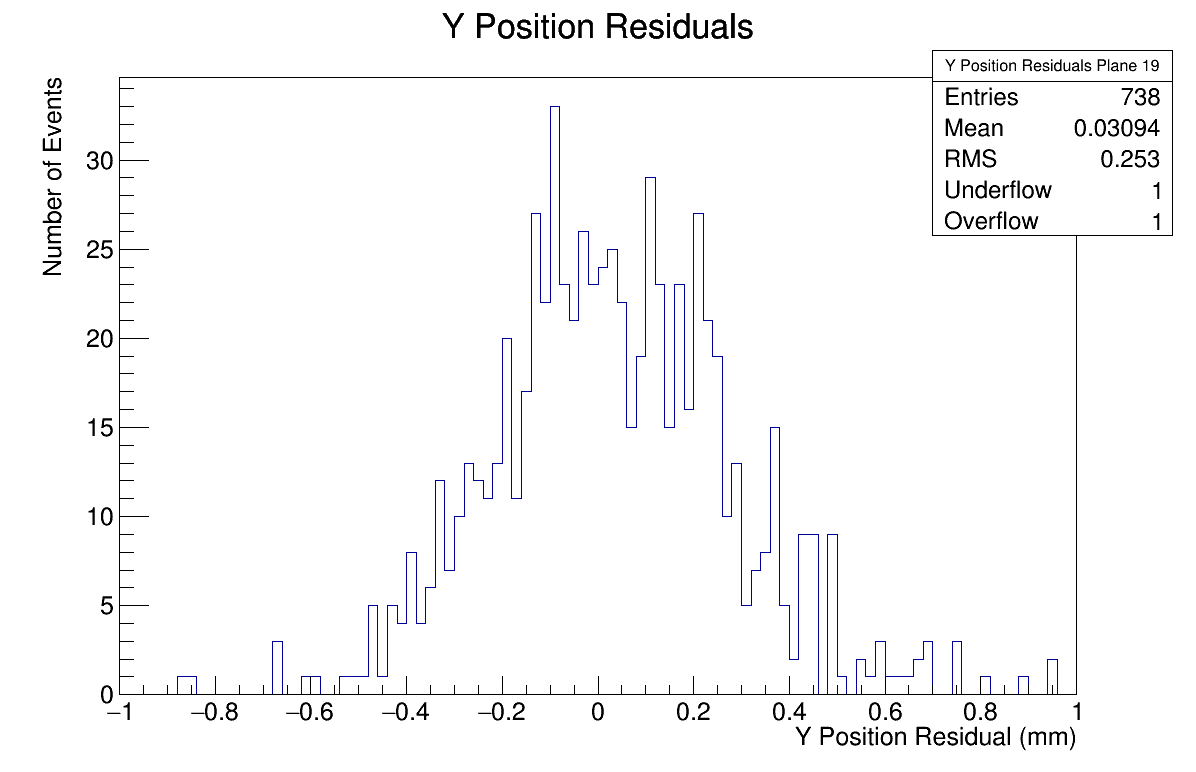 Y Position Residuals
Y Position Residuals Plane 19
Entries 738
Mean 0.03094
RMS 0.253
Underflow 1
Overflow 1
Number of Events
30
25
20
15
10
5
0
−1 −0.8 −0.6 −0.4 −0.2 0 0.2 0.4 0.6 0.8 1
Y Position Residual (mm)